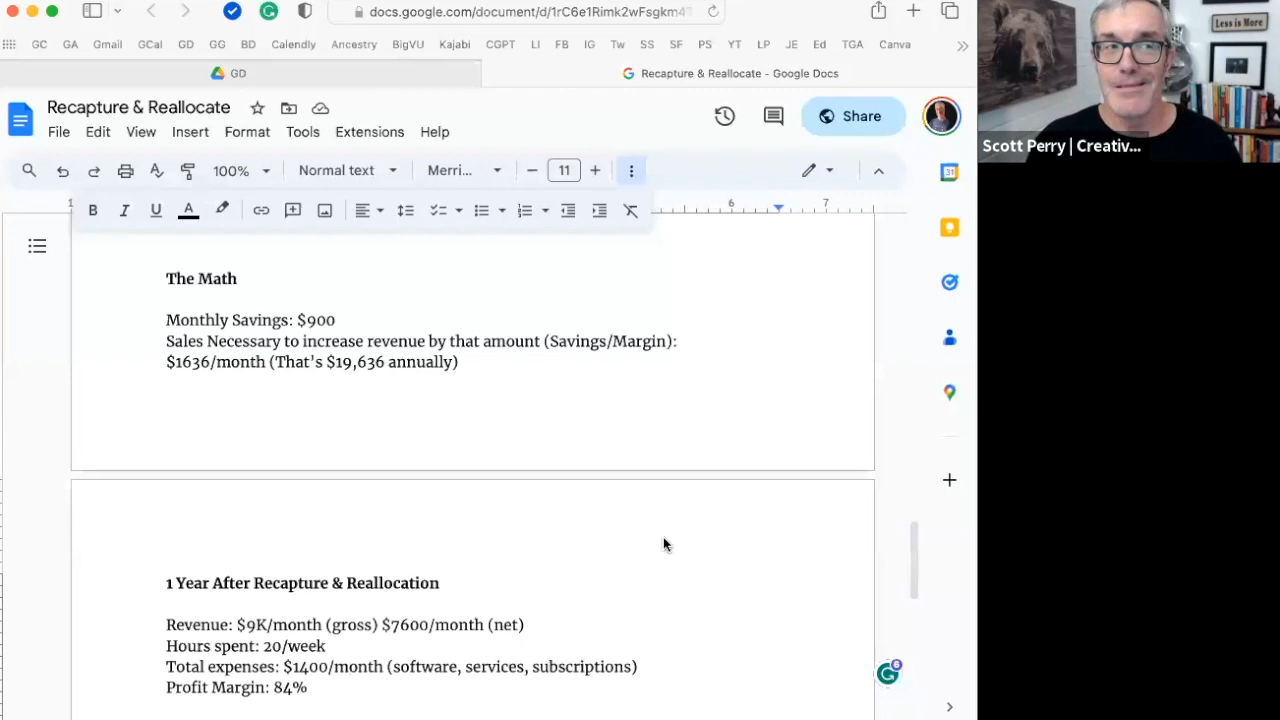 docs.google.com/document/d/1rC6e1Rimk2wFsgkm4
GC GA Gmail GCal GD GG BD Calendly Ancestry BigVU Kajabi CGPT LI FB IG Tw SS SF PS YT LP JE Ed TGA Canva
GD
Recapture & Reallocate - Google Docs
Recapture & Reallocate
File Edit View Insert Format Tools Extensions Help
Share
100% Normal text Merri... 11
B I U A
1 6 7
The Math
Monthly Savings: $900
Sales Necessary to increase revenue by that amount (Savings/Margin):
$1636/month (That's $19,636 annually)
1 Year After Recapture & Reallocation
Revenue: $9K/month (gross) $7600/month (net)
Hours spent: 20/week
Total expenses: $1400/month (software, services, subscriptions)
Profit Margin: 84%
6
31
Less is More
Scott Perry | Creativ...